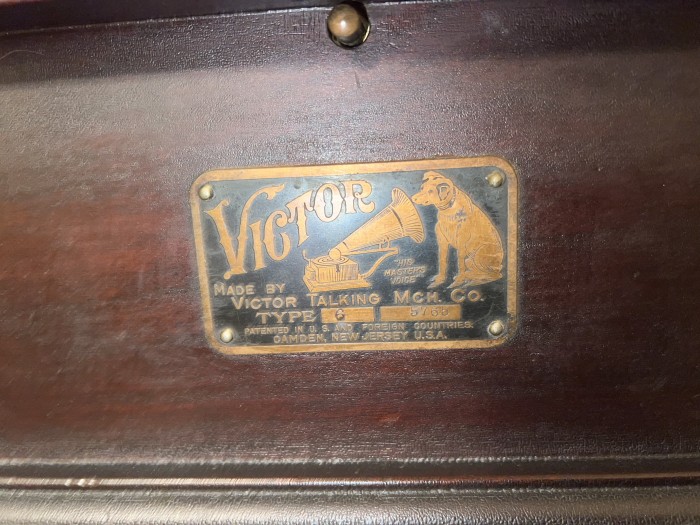 VICTOR
"HIS
MASTER'S
VOICE"
MADE BY
VICTOR TALKING MCH. CO.
TYPE G 5765
PATENTED IN U. S. AND FOREIGN COUNTRIES.
CAMDEN, NEW JERSEY U.S.A.